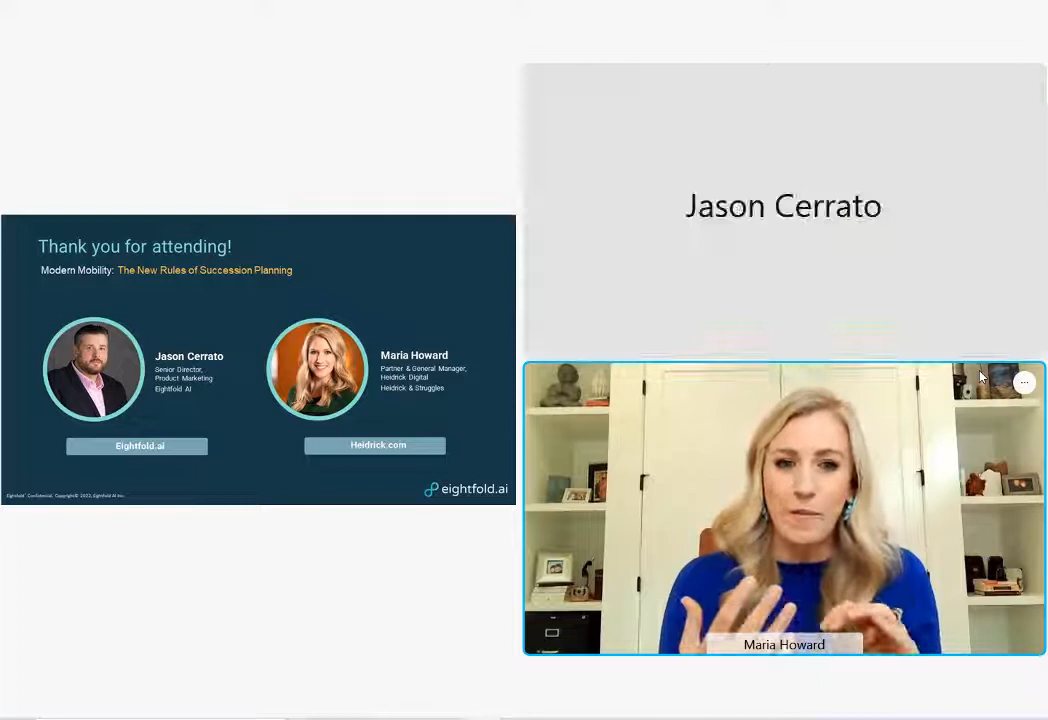 Thank you for attending!
Modern Mobility: The New Rules of Succession Planning
Jason Cerrato
Senior Director,
Product Marketing
Eightfold AI
Maria Howard
Partner & General Manager,
Heidrick Digital
Heidrick & Struggles
Eightfold.ai
Heidrick.com
eightfold.ai
Jason Cerrato
Maria Howard